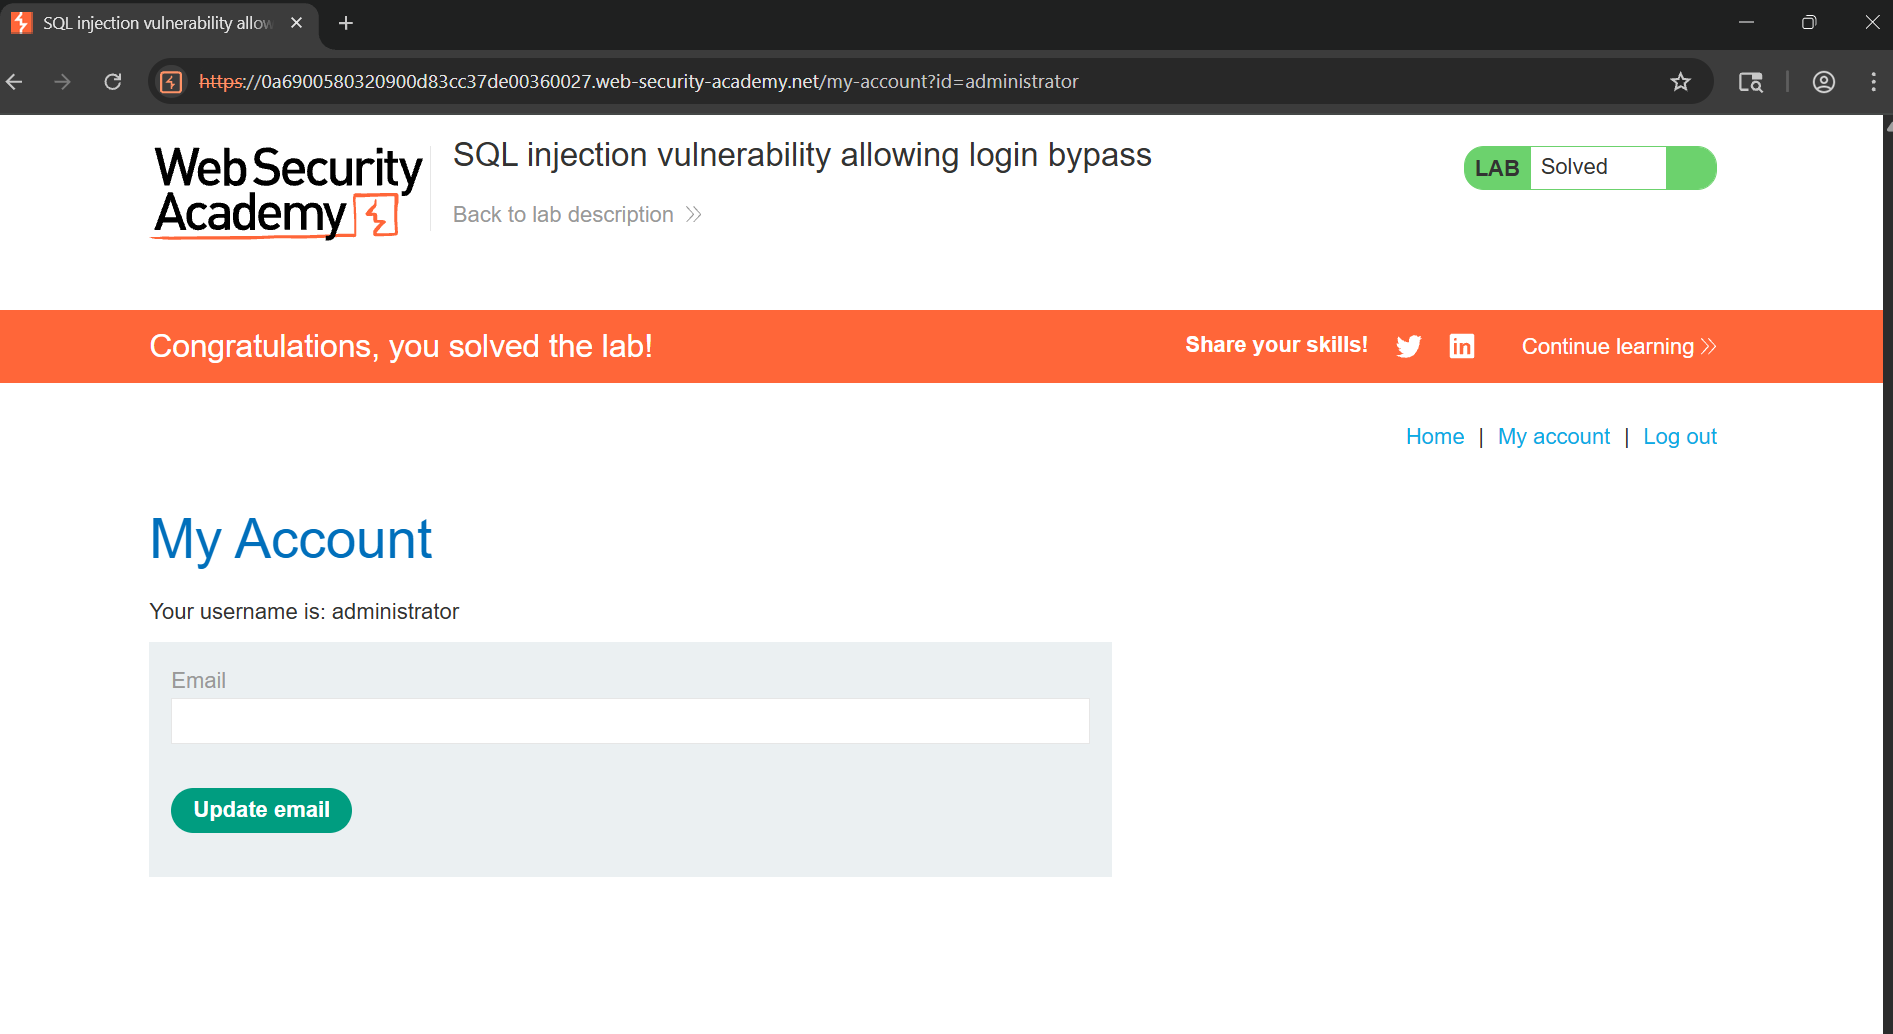 SQL injection vulnerability allow
https://0a6900580320900d83cc37de00360027.web-security-academy.net/my-account?id=administrator
Web Security
Academy
SQL injection vulnerability allowing login bypass
Back to lab description
LAB Solved
Congratulations, you solved the lab!
Share your skills!
in
Continue learning
Home | My account | Log out
My Account
Your username is: administrator
Email
Update email